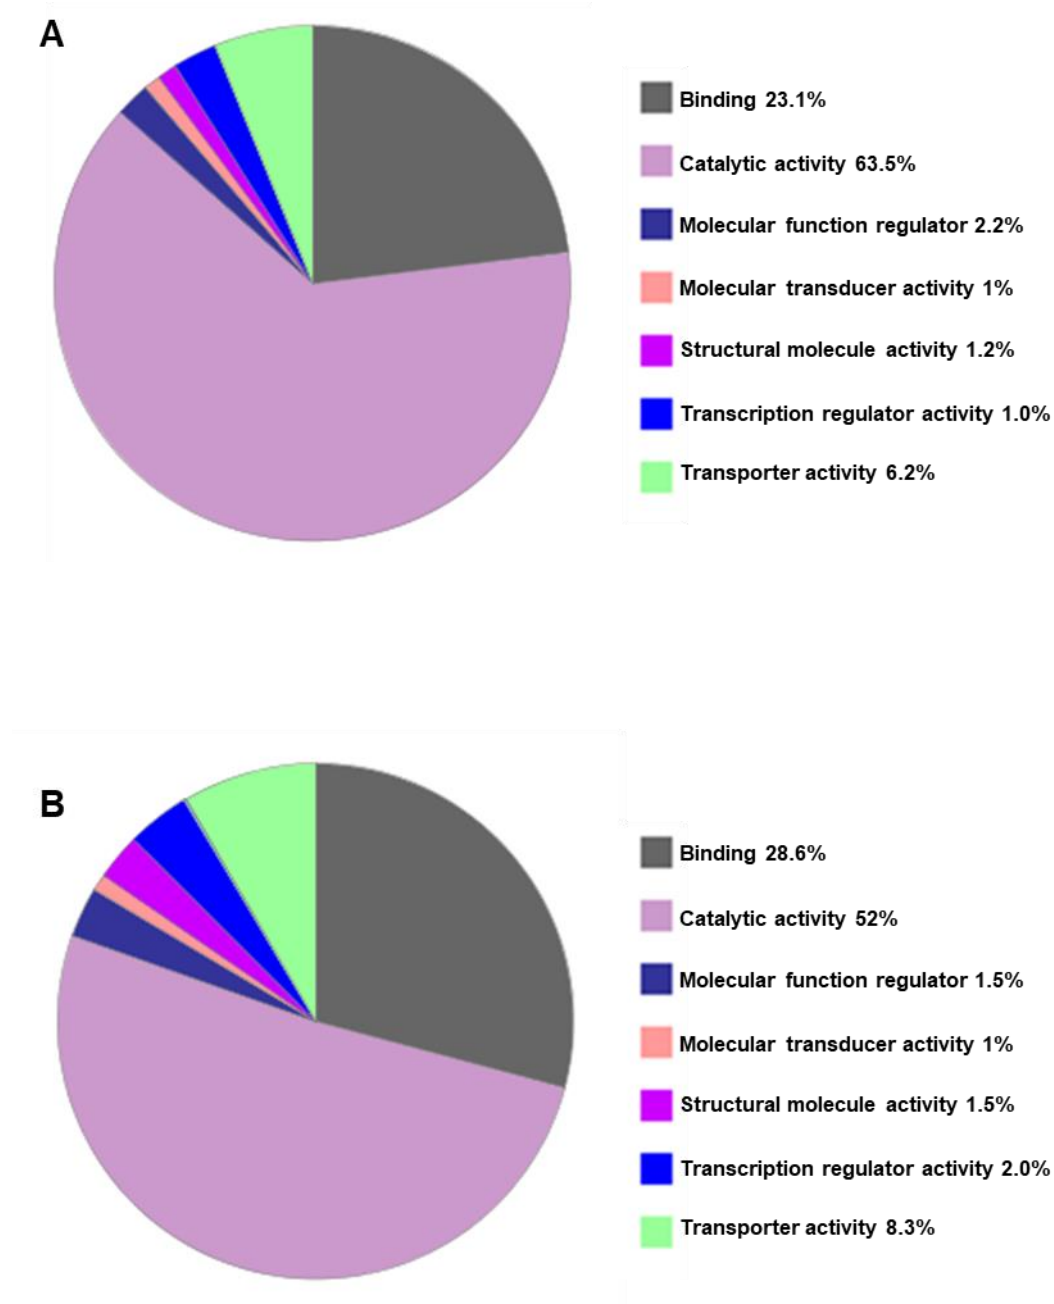 A
Binding 23.1%
Catalytic activity 63.5%
Molecular function regulator 2.2%
Molecular transducer activity 1%
Structural molecule activity 1.2%
Transcription regulator activity 1.0%
Transporter activity 6.2%
B
Binding 28.6%
Catalytic activity 52%
Molecular function regulator 1.5%
Molecular transducer activity 1%
Structural molecule activity 1.5%
Transcription regulator activity 2.0%
Transporter activity 8.3%